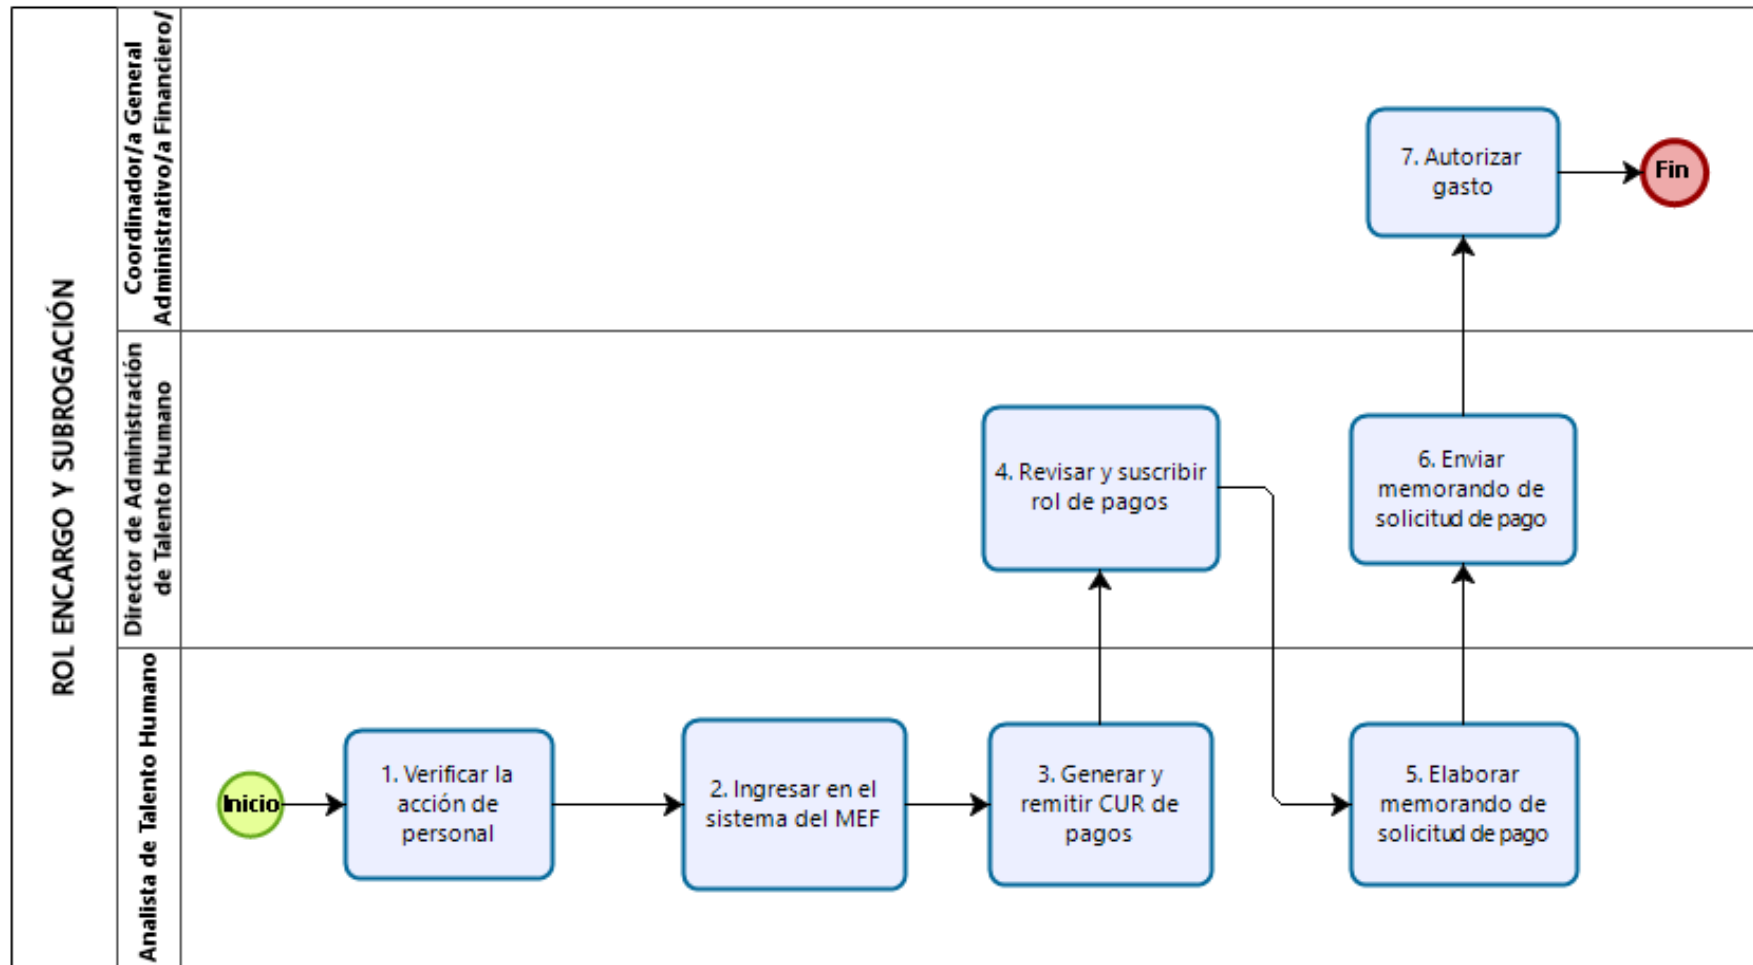 ROL ENCARGO Y SUBROGACIÓN
Coordinador/a General
Administrativo/a Financiero/
7. Autorizar
gasto
Fin
Director de Administración
de Talento Humano
4. Revisar y suscribir
rol de pagos
6. Enviar
memorando de
solicitud de pago
Analista de Talento Humano
Inicio
1. Verificar la
acción de
personal
2. Ingresar en el
sistema del MEF
3. Generar y
remitir CUR de
pagos
5. Elaborar
memorando de
solicitud de pago